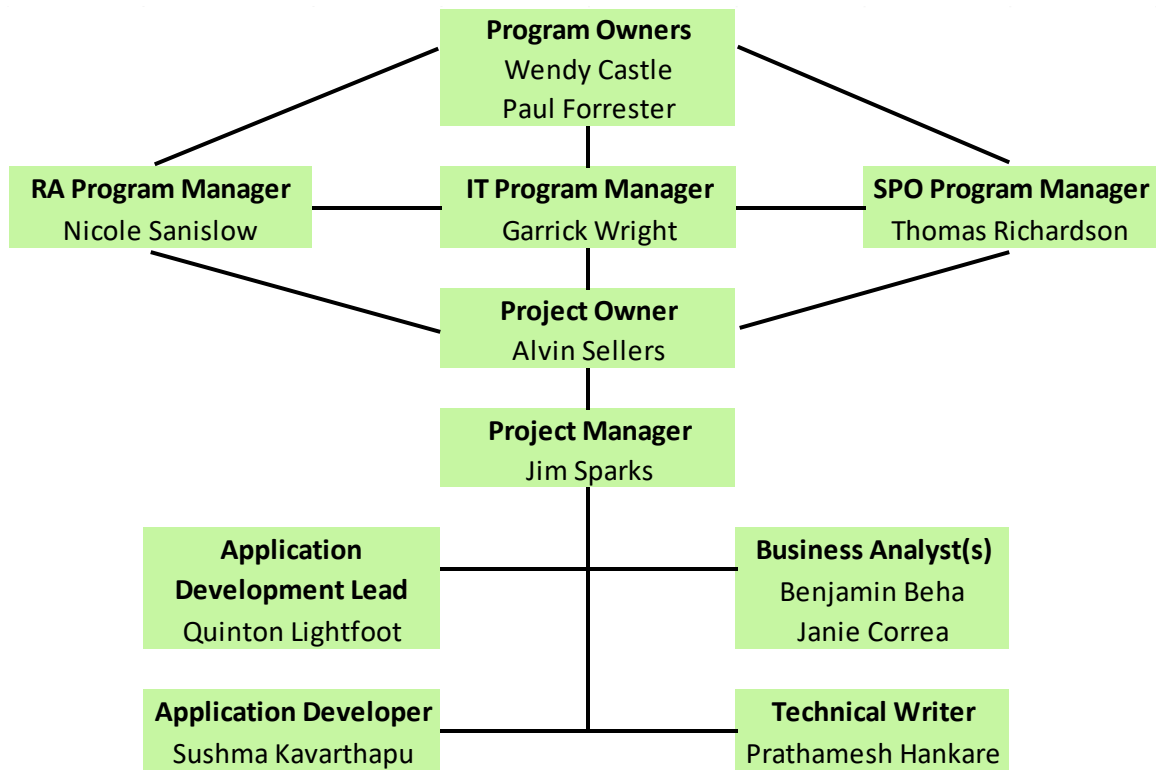 Program Owners
Wendy Castle
Paul Forrester
RA Program Manager
Nicole Sanislow
IT Program Manager
Garrick Wright
SPO Program Manager
Thomas Richardson
Project Owner
Alvin Sellers
Project Manager
Jim Sparks
Application
Development Lead
Quinton Lightfoot
Business Analyst(s)
Benjamin Beha
Janie Correa
Application Developer
Sushma Kavarthapu
Technical Writer
Prathamesh Hankare